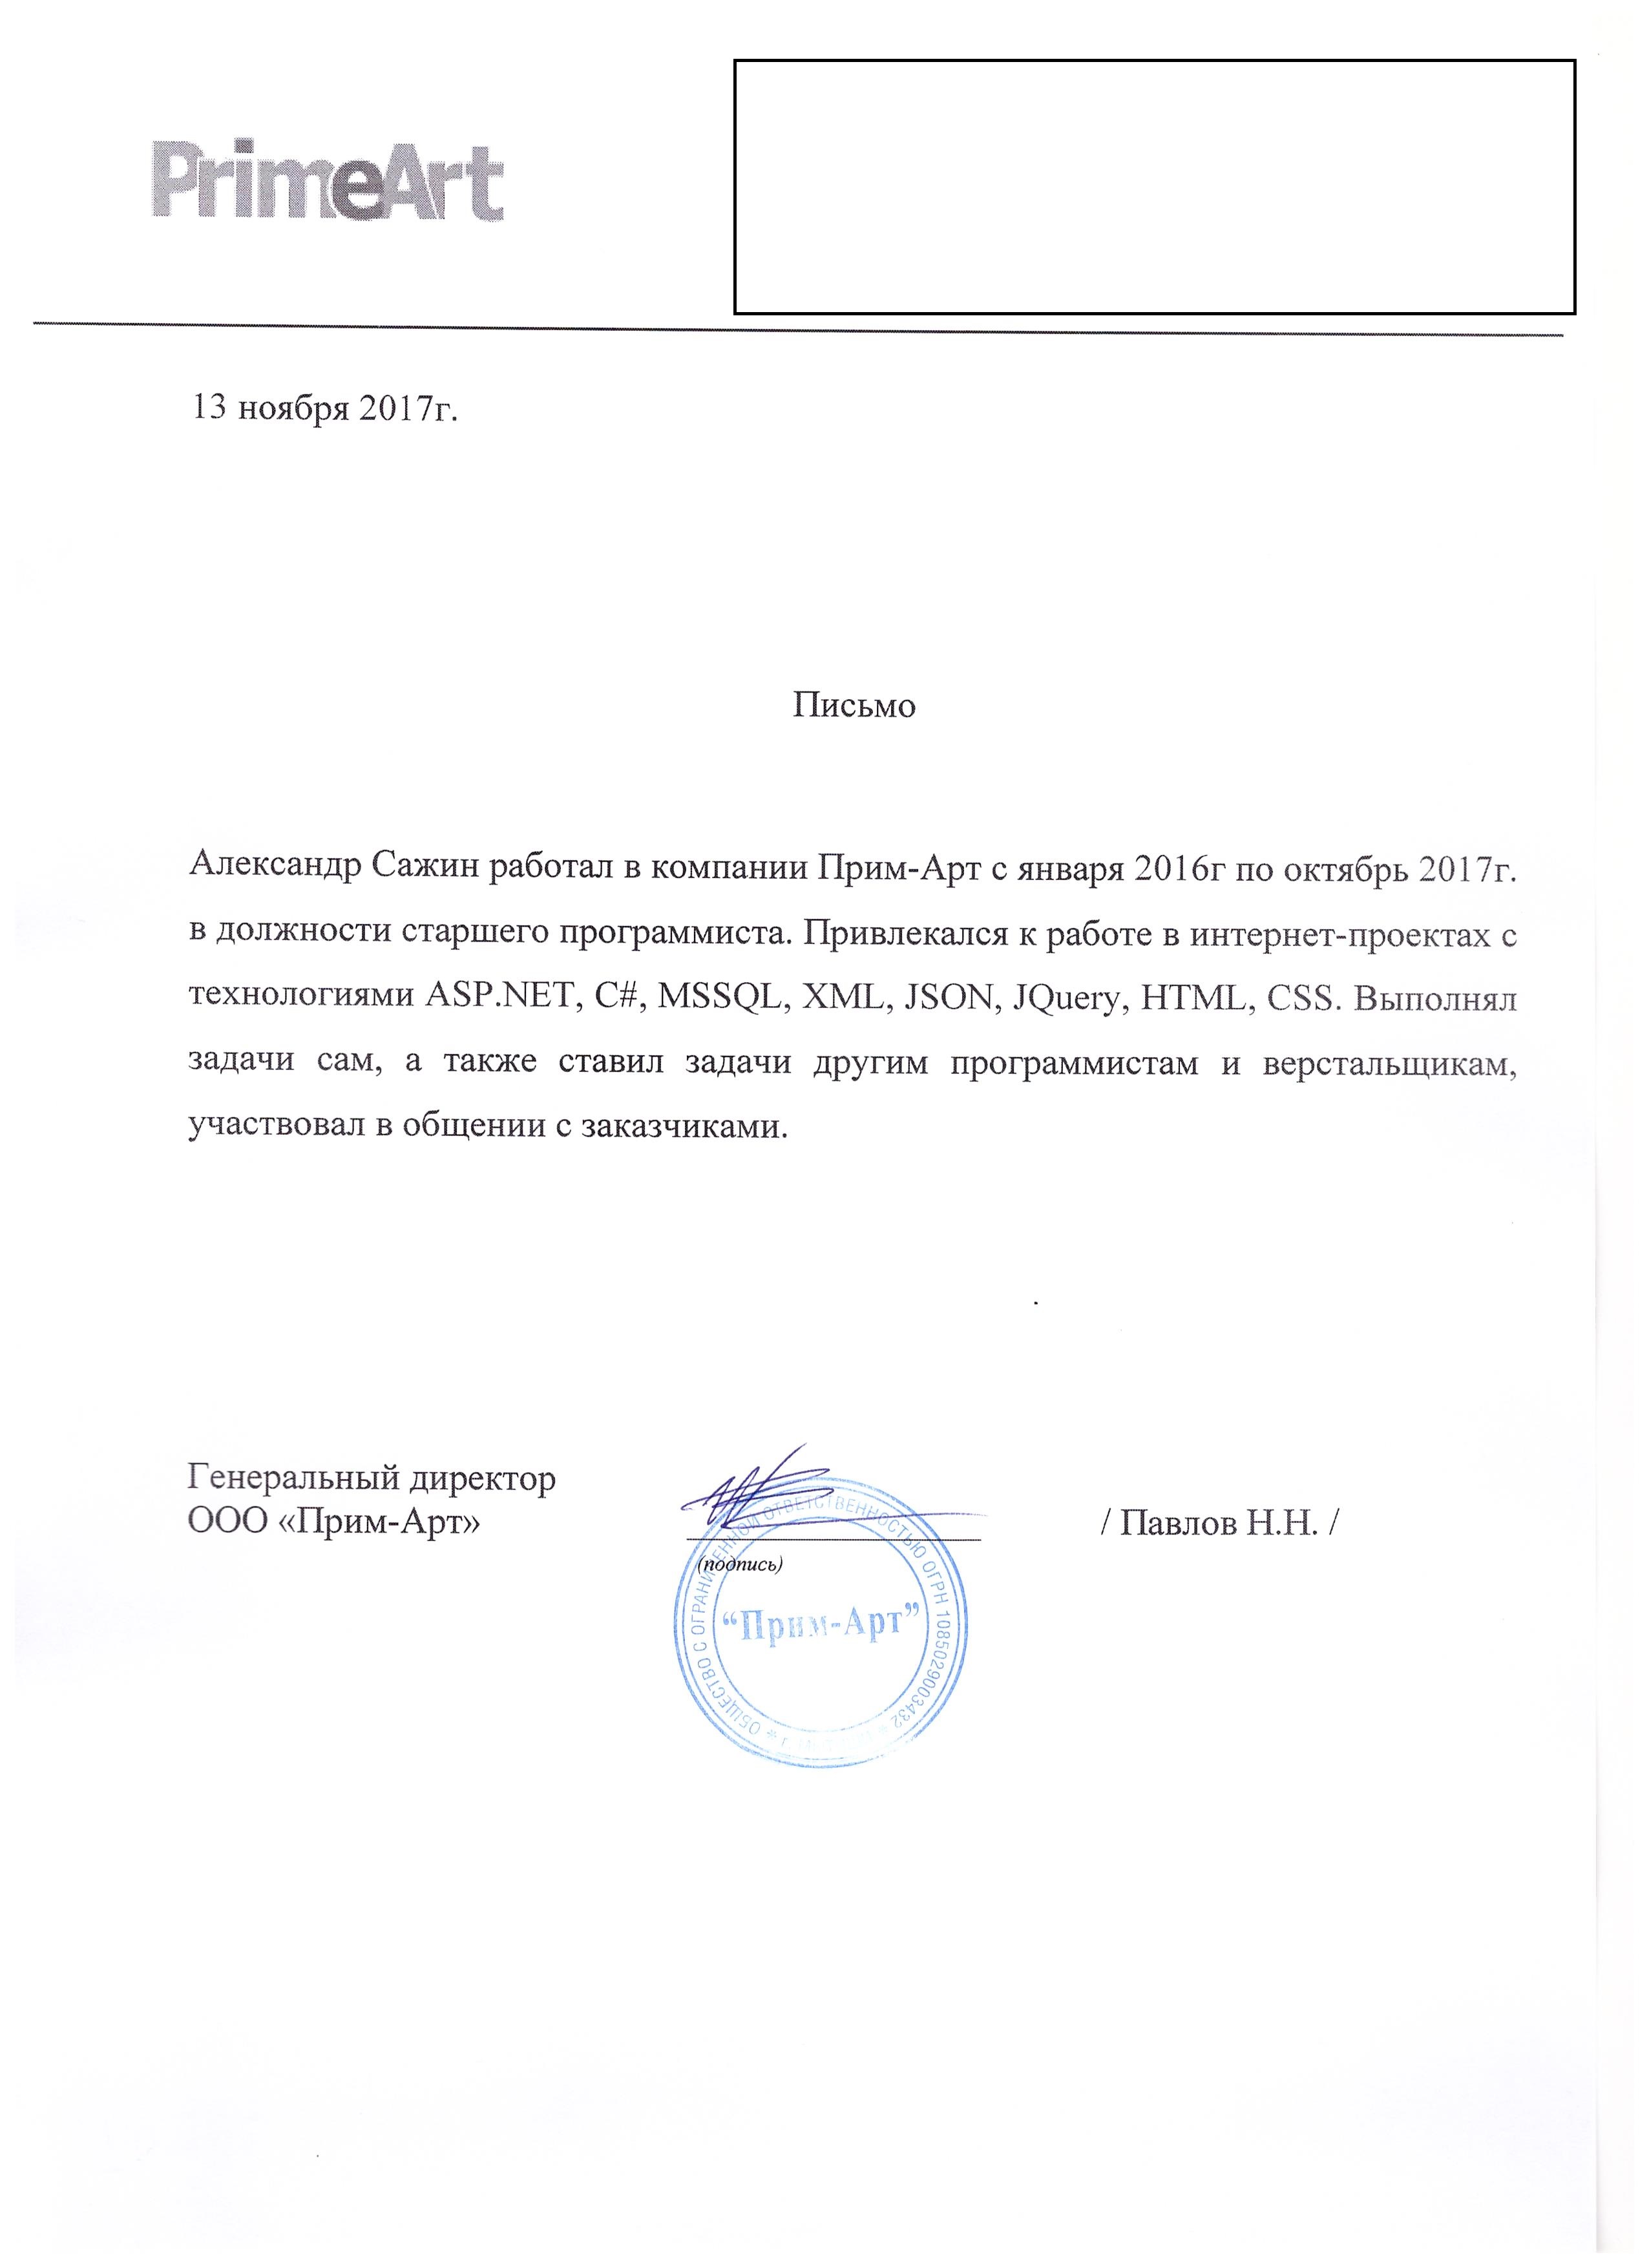 PrimeArt
13 ноября 2017г.
Письмо
Александр Сажин работал в компании Прим-Арт с января 2016г по октябрь 2017г.
в должности старшего программиста. Привлекался к работе в интернет-проектах с
технологиями ASP.NET, C#, MSSQL, XML, JSON, JQuery, HTML, CSS. Выполнял
задачи сам, а также ставил задачи другим программистам и верстальщикам,
участвовал в общении с заказчиками.
Генеральный директор
ООО «Прим-Арт»
/ Павлов Н.Н. /
(подпись)
ОБЩЕСТВО С ОГРАНИЧЕННОЙ ОТВЕТСТВЕННОСТЬЮ ОГРН 1085029003432
“Прим-Арт”